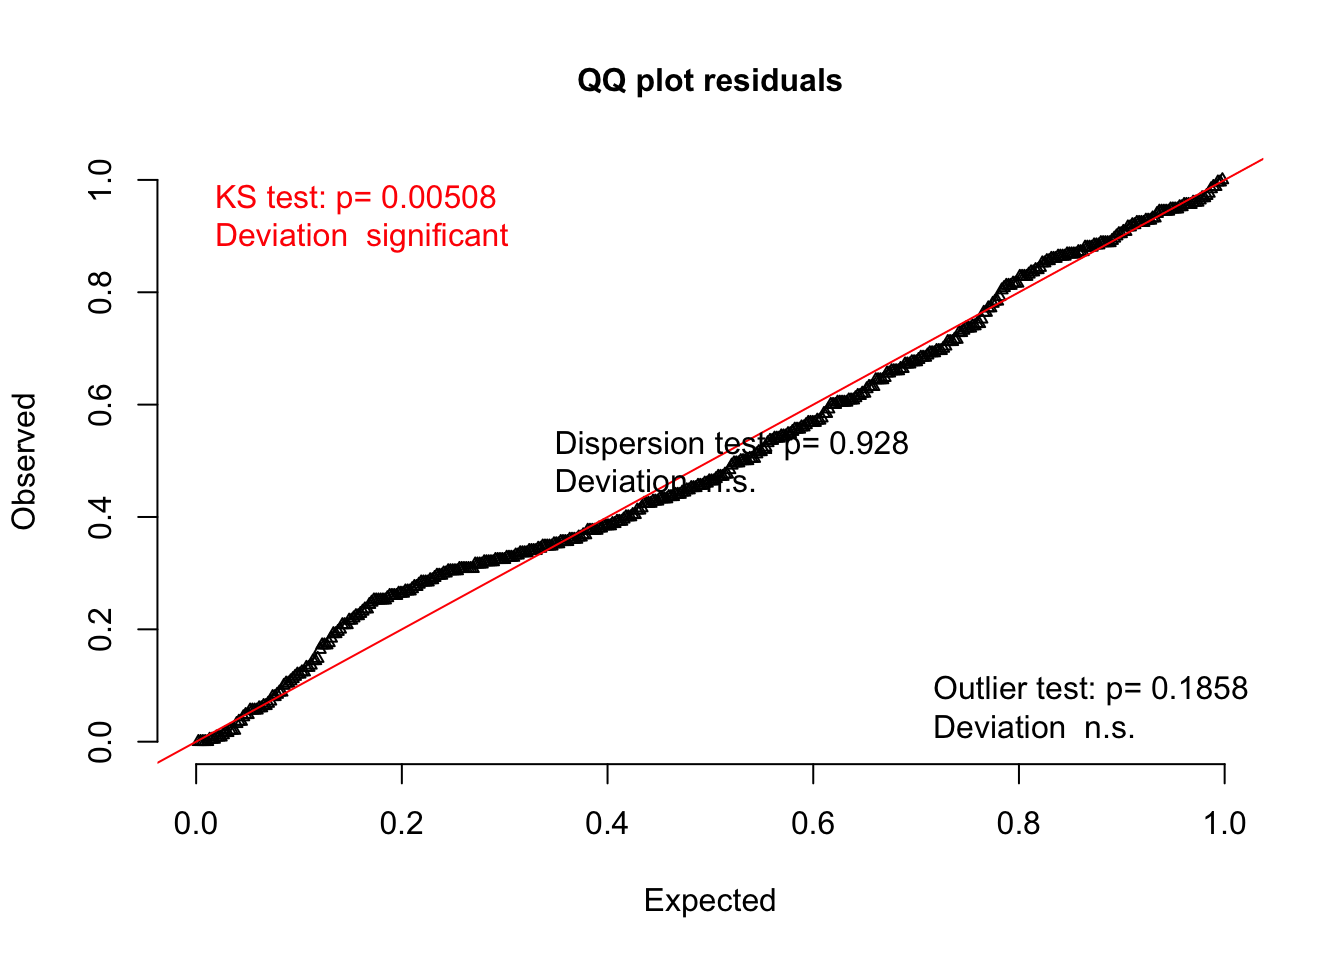 QQ plot residuals
KS test: p= 0.00508
Deviation  significant
Dispersion test: p= 0.928
Deviation  n.s.
Outlier test: p= 0.1858
Deviation  n.s.
Observed
0.0
0.2
0.4
0.6
0.8
1.0
0.0 0.2 0.4 0.6 0.8 1.0
Expected